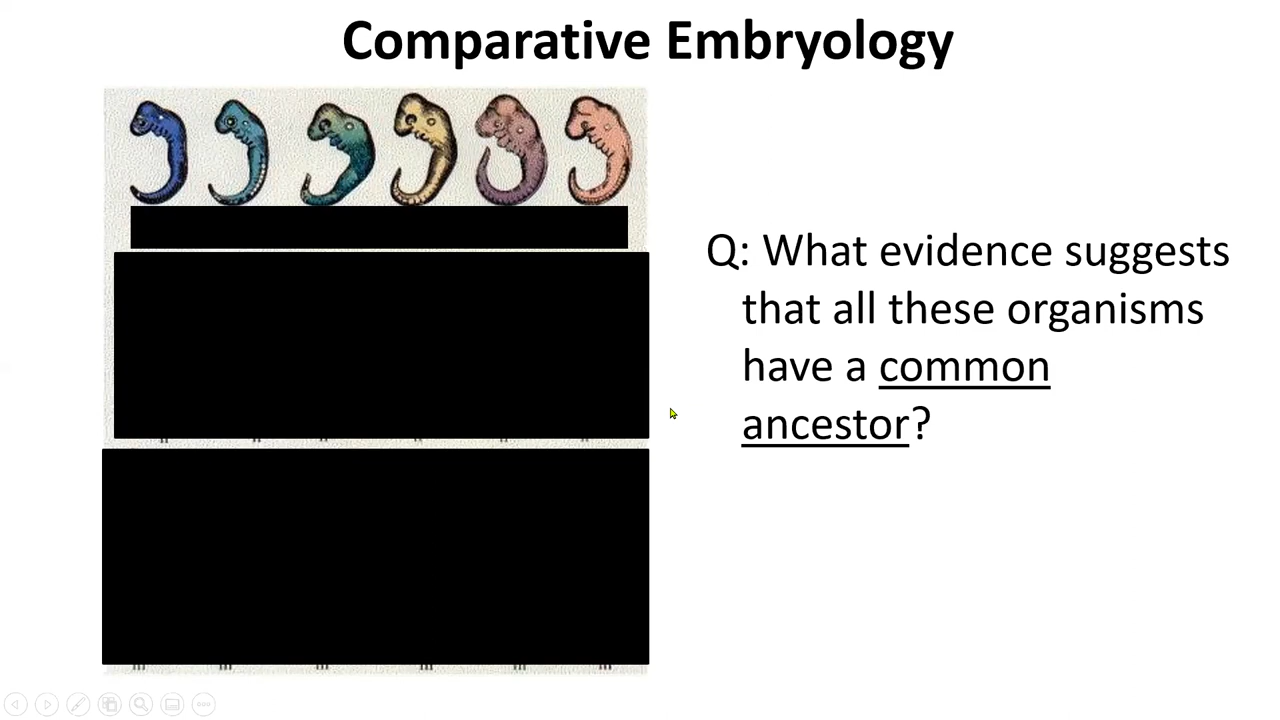 Comparative Embryology
Q: What evidence suggests
that all these organisms
have a common
ancestor?